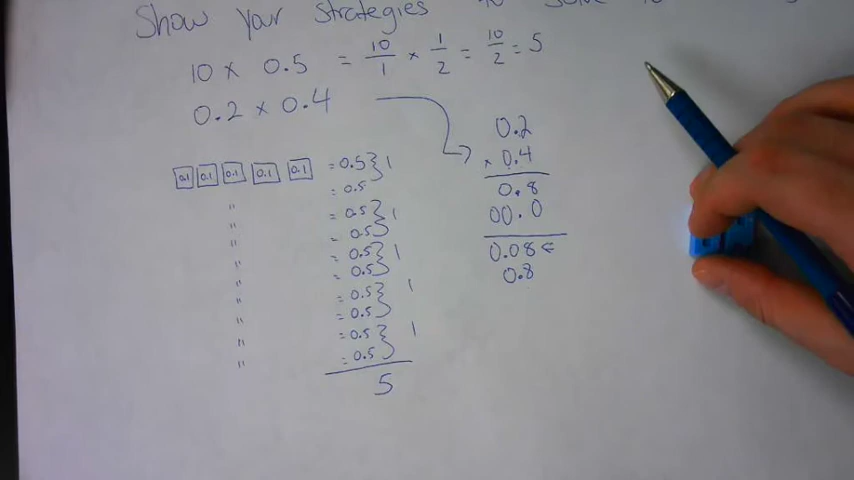 Show your strategies to solve
10 × 0.5 = 10/1 × 1/2 = 10/2 = 5
0.2 × 0.4
0.2
× 0.4
0.8
00.0
0.08 ←
0.8
0.1 0.1 0.1 0.1 0.1 = 0.5 } 1
= 0.5
" = 0.5 } 1
" = 0.5
" = 0.5 } 1
" = 0.5
" = 0.5 } 1
" = 0.5
" = 0.5 } 1
" = 0.5
5